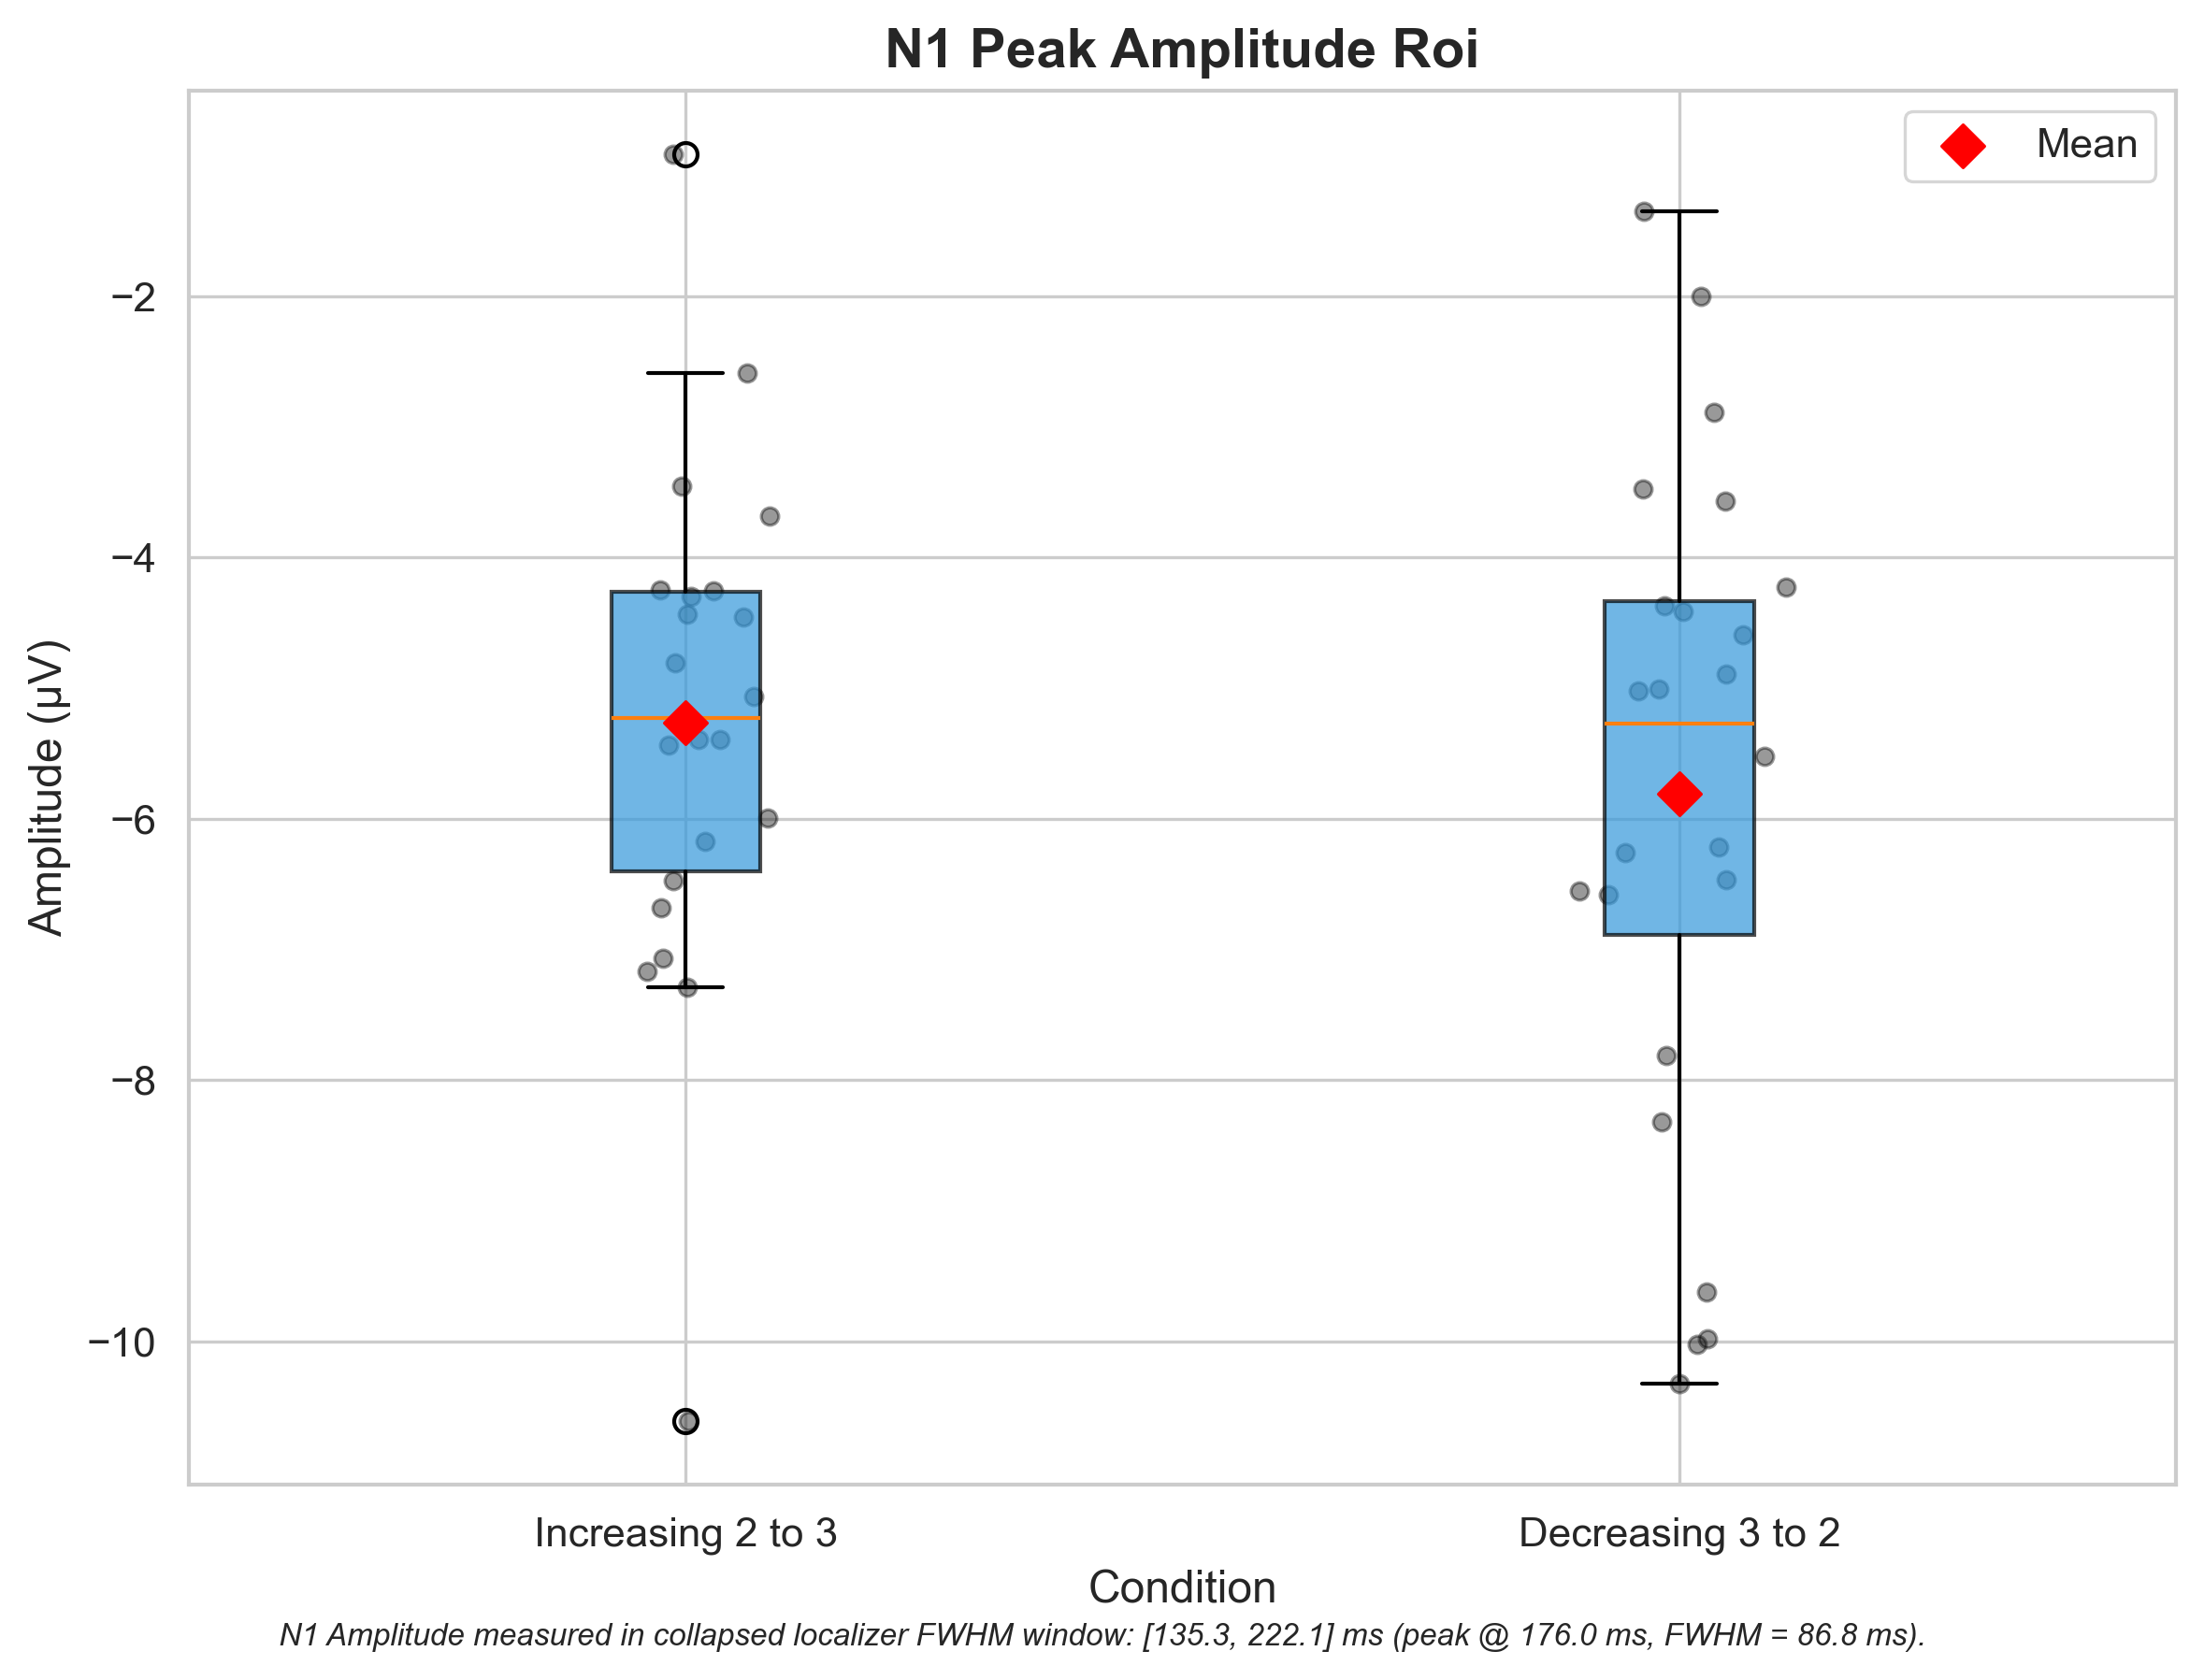 N1 Peak Amplitude Roi
Mean
−2
−4
−6
−8
−10
Amplitude (µV)
Increasing 2 to 3
Decreasing 3 to 2
Condition
N1 Amplitude measured in collapsed localizer FWHM window: [135.3, 222.1] ms (peak @ 176.0 ms, FWHM = 86.8 ms).